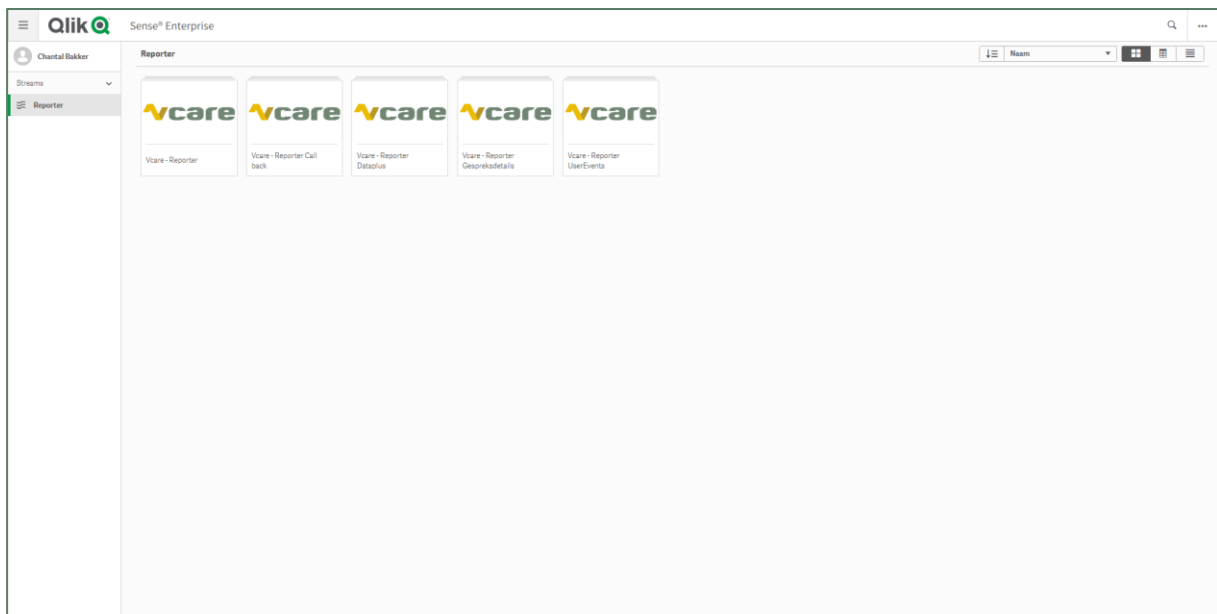 Qlik Sense® Enterprise
Chantal Bakker
Streams
Reporter
Reporter
Naam
vcare vcare vcare vcare vcare
Vcare - Reporter
Vcare - Reporter Call
back
Vcare - Reporter
Dataplus
Vcare - Reporter
Gespreksdetails
Vcare - Reporter
UserEvents